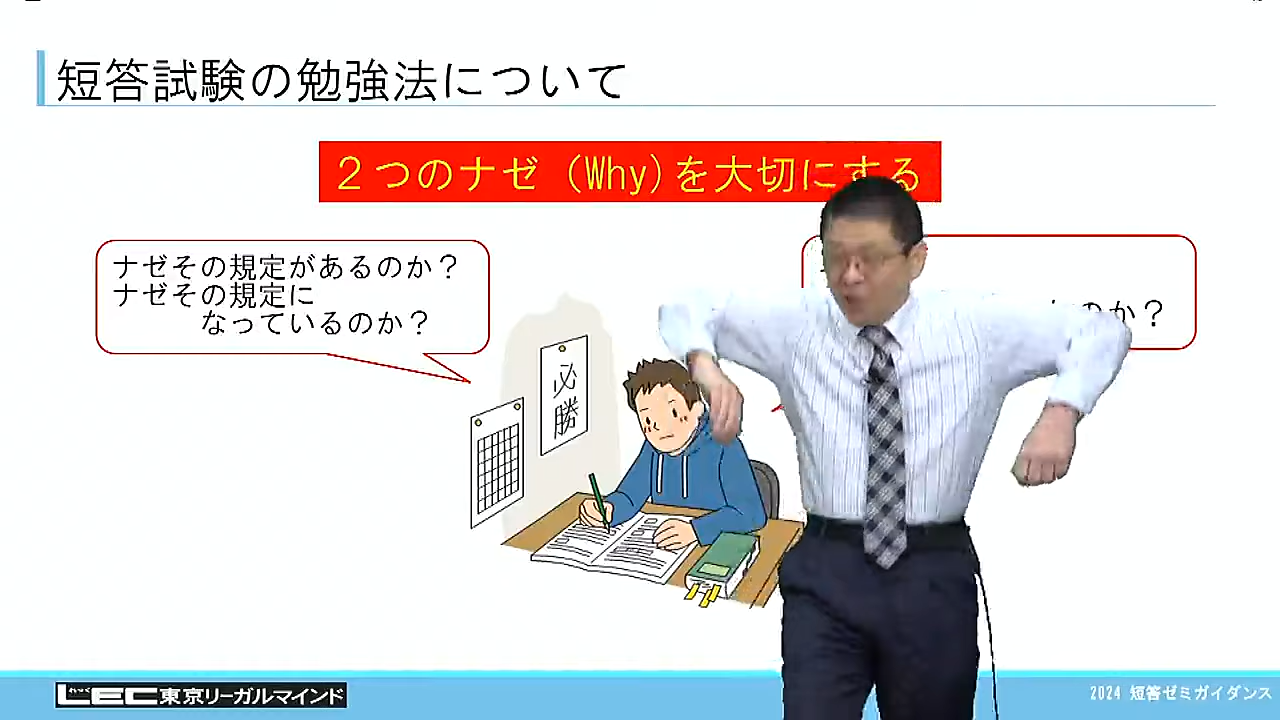 短答試験の勉強法について
2つのナゼ(Why)を大切にする
ナゼその規定があるのか?
ナゼその規定に
なっているのか?
のか?
必勝
LEC東京リーガルマインド
2024 短答ゼミガイダンス